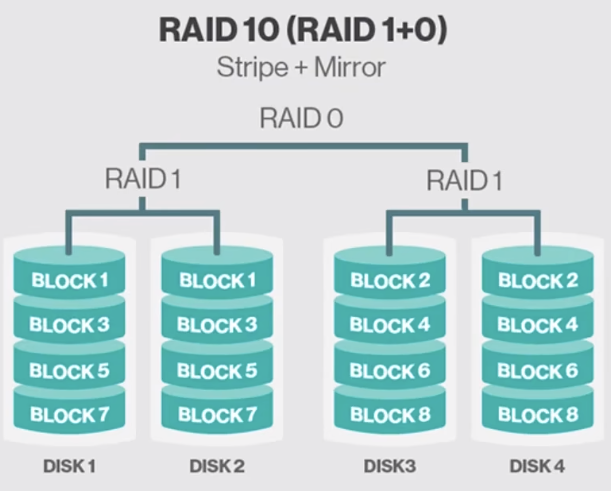 RAID 10 (RAID 1+0)
Stripe + Mirror
RAID 0
RAID 1 RAID 1
BLOCK 1 BLOCK 1 BLOCK 2 BLOCK 2
BLOCK 3 BLOCK 3 BLOCK 4 BLOCK 4
BLOCK 5 BLOCK 5 BLOCK 6 BLOCK 6
BLOCK 7 BLOCK 7 BLOCK 8 BLOCK 8
DISK 1 DISK 2 DISK3 DISK 4